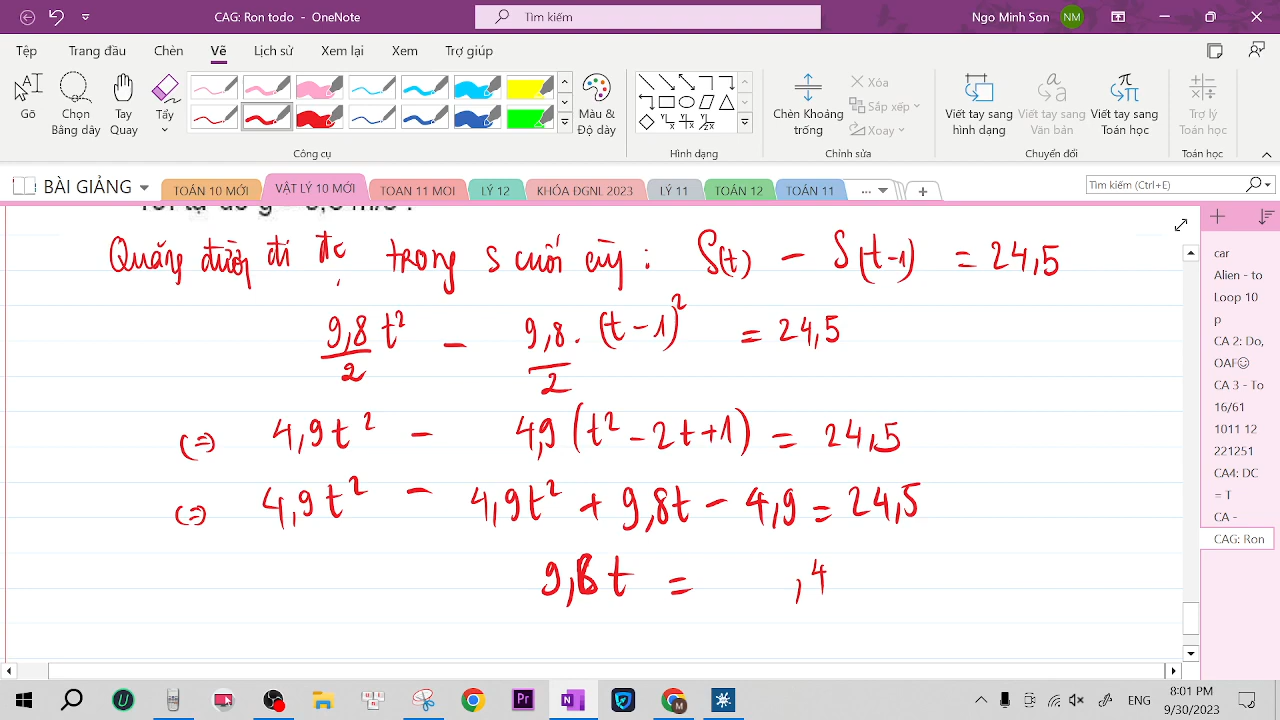 CAG: Ron todo - OneNote
Tìm kiếm
Ngo Minh Son
NM
Tệp Trang đầu Chèn Vẽ Lịch sử Xem lại Xem Trợ giúp
Gõ
Chọn Bằng dây
Tay Quay
Tẩy
Màu & Độ dày
Chèn Khoảng trống
Xóa
Sắp xếp
Xoay
Viết tay sang hình dạng
Viết tay sang Văn bản
Viết tay sang Toán học
Trợ lý Toán học
Công cụ
Hình dạng
Chỉnh sửa
Chuyển đổi
Toán học
BÀI GIẢNG
TOÁN 10 MỚI
VẬT LÝ 10 MỚI
TOAN 11 MOI
LÝ 12
KHÓA DGNL 2023
LÝ 11
TOÁN 12
TOÁN 11
...
Tìm kiếm (Ctrl+E)
Quãng đường đi đc trong s cuối cùng : S(t) - S(t-1) = 24,5
9,8/2 t² - 9,8/2 . (t-1)² = 24,5
(=) 4,9t² - 4,9(t² - 2t + 1) = 24,5
(=) 4,9t² - 4,9t² + 9,8t - 4,9 = 24,5
9,8t = ,4
car
Alien - to
Loop 10
p
CA 2: Do,
OAF☺
CA 3 - To
16/61
1011 12
221251
CA4: DC
= T
CA -
CAG: Ron
Pr
N
M
ENG
8:01 PM
9/30/2023